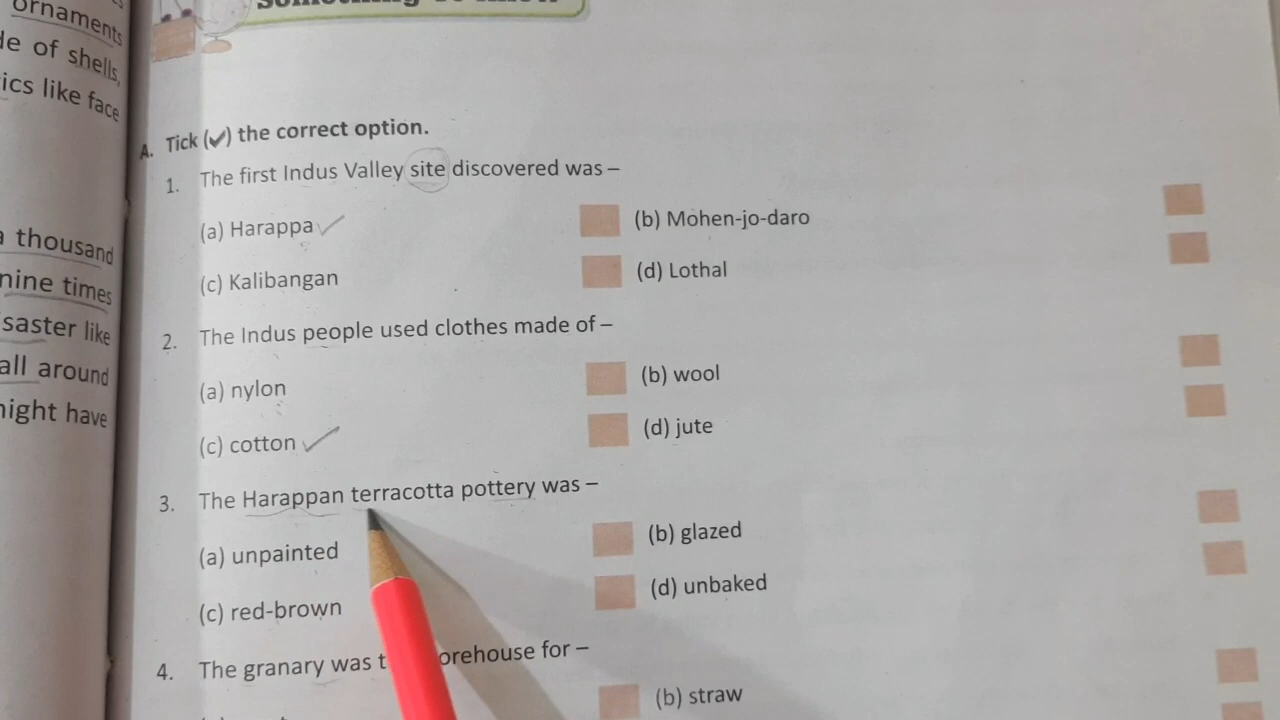 ornaments
de of shells,
ics like face
a thousand
nine times
saster like
all around
night have
A. Tick (✔) the correct option.
1. The first Indus Valley site discovered was –
(a) Harappa ✓ (b) Mohen-jo-daro
(c) Kalibangan (d) Lothal
2. The Indus people used clothes made of –
(a) nylon (b) wool
(c) cotton ✓ (d) jute
3. The Harappan terracotta pottery was –
(a) unpainted (b) glazed
(c) red-brown (d) unbaked
4. The granary was t orehouse for –
(b) straw